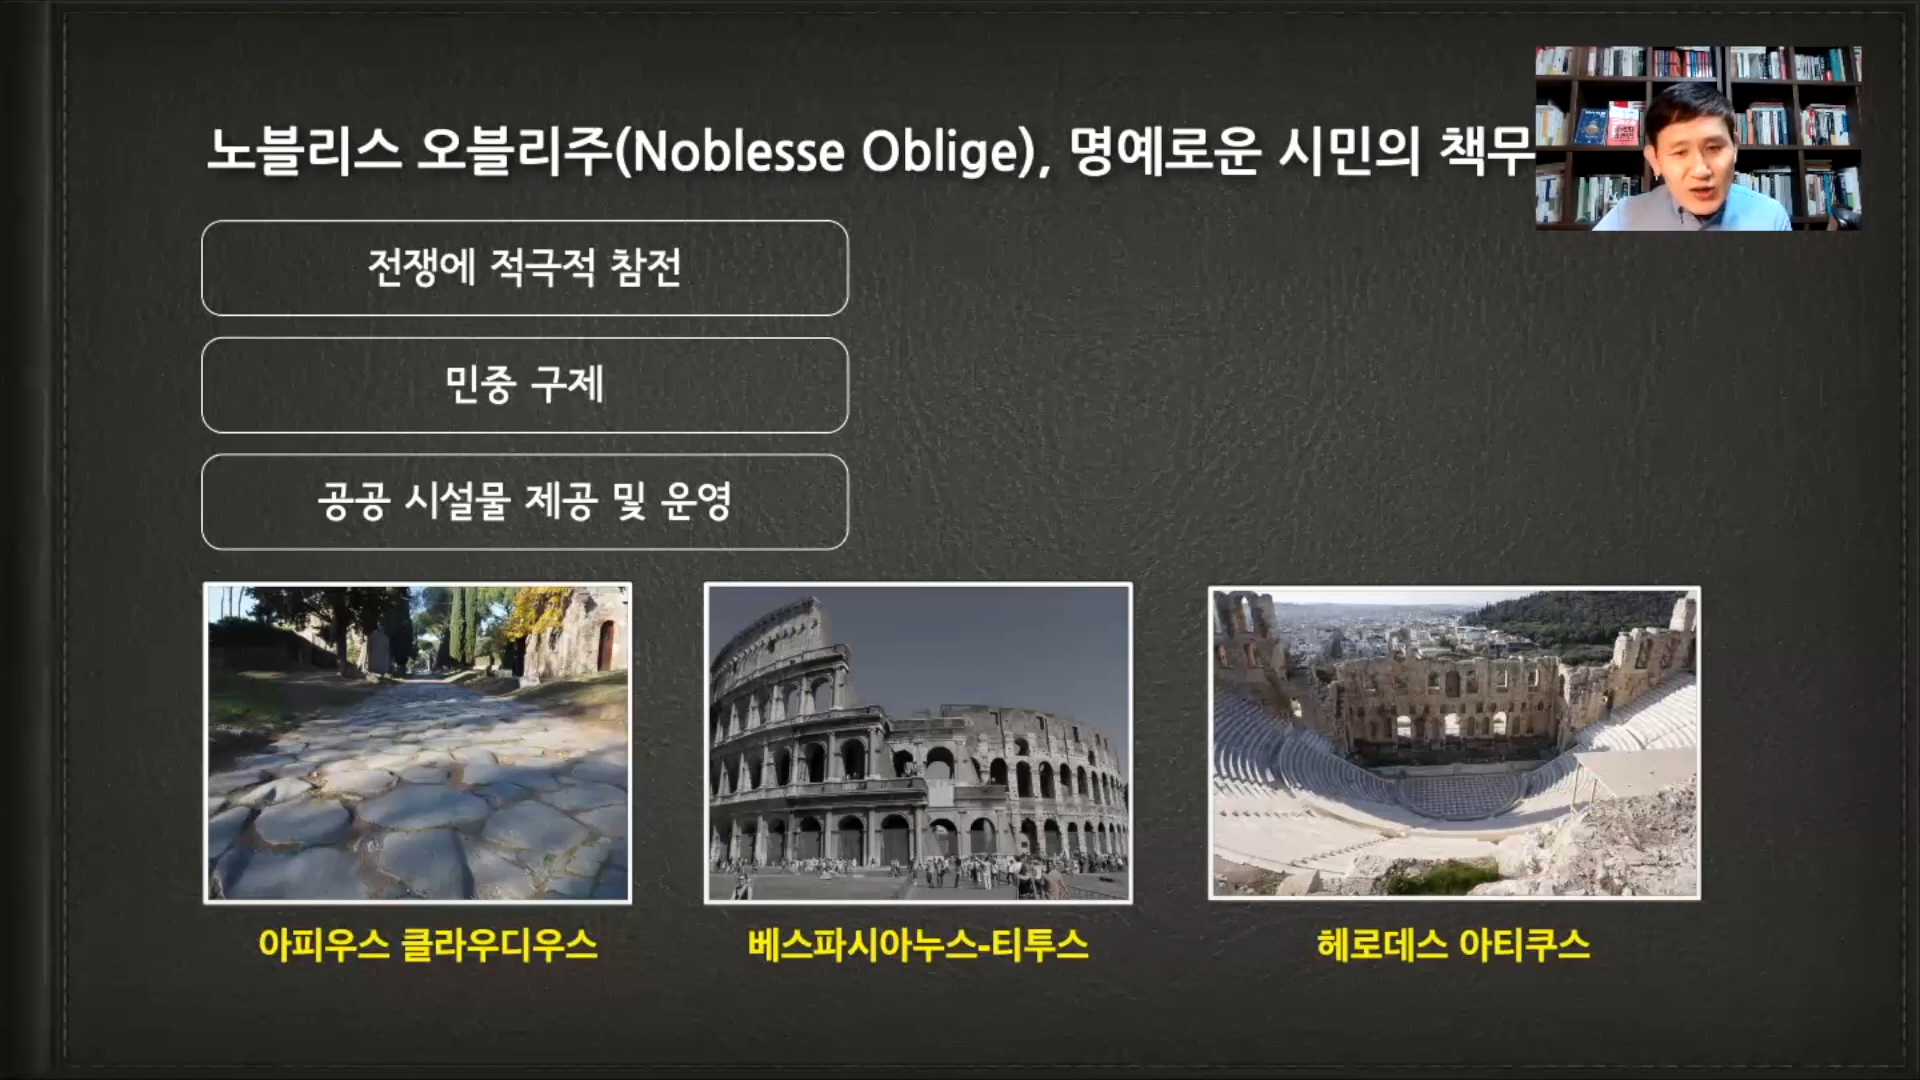 노블리스 오블리주(Noblesse Oblige), 명예로운 시민의 책무
전쟁에 적극적 참전
민중 구제
공공 시설물 제공 및 운영
아피우스 클라우디우스
베스파시아누스-티투스
헤로데스 아티쿠스